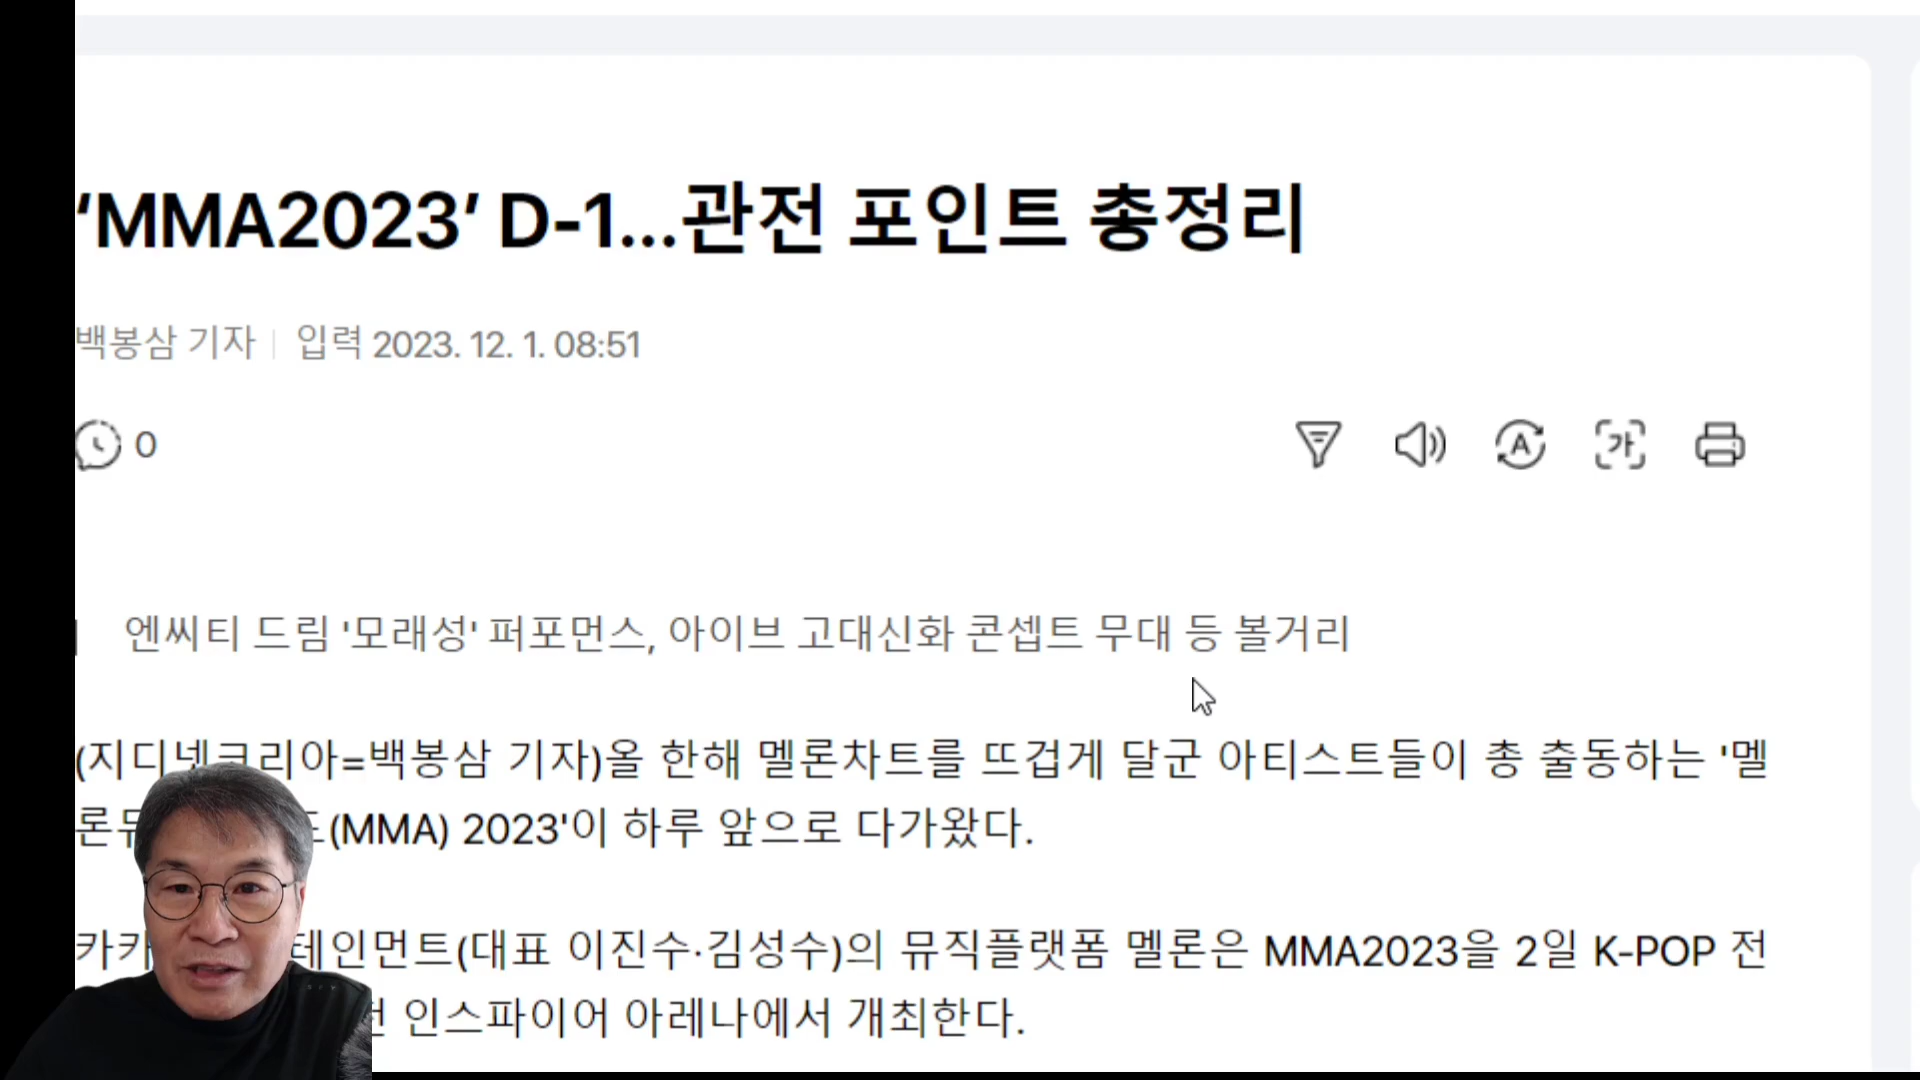 ‘MMA2023’ D-1...관전 포인트 총정리
백봉삼 기자 입력 2023. 12. 1. 08:51
0
가
엔씨티 드림 '모래성' 퍼포먼스, 아이브 고대신화 콘셉트 무대 등 볼거리
(지디넷코리아=백봉삼 기자)올 한해 멜론차트를 뜨겁게 달군 아티스트들이 총 출동하는 '멜
(MMA) 2023'이 하루 앞으로 다가왔다.
테인먼트(대표 이진수·김성수)의 뮤직플랫폼 멜론은 MMA2023을 2일 K-POP 전
인스파이어 아레나에서 개최한다.